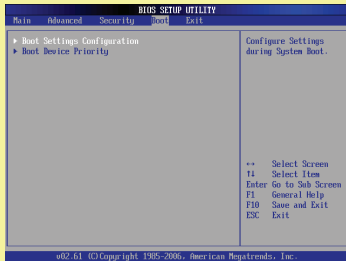 BIOS SETUP UTILITY
Main Advanced Security Boot Exit
▶ Boot Settings Configuration
▶ Boot Device Priority
Configure Settings
during System Boot.
↔ Select Screen
↑↓ Select Item
Enter Go to Sub Screen
F1 General Help
F10 Save and Exit
ESC Exit
v02.61 (C)Copyright 1985-2006, American Megatrends, Inc.